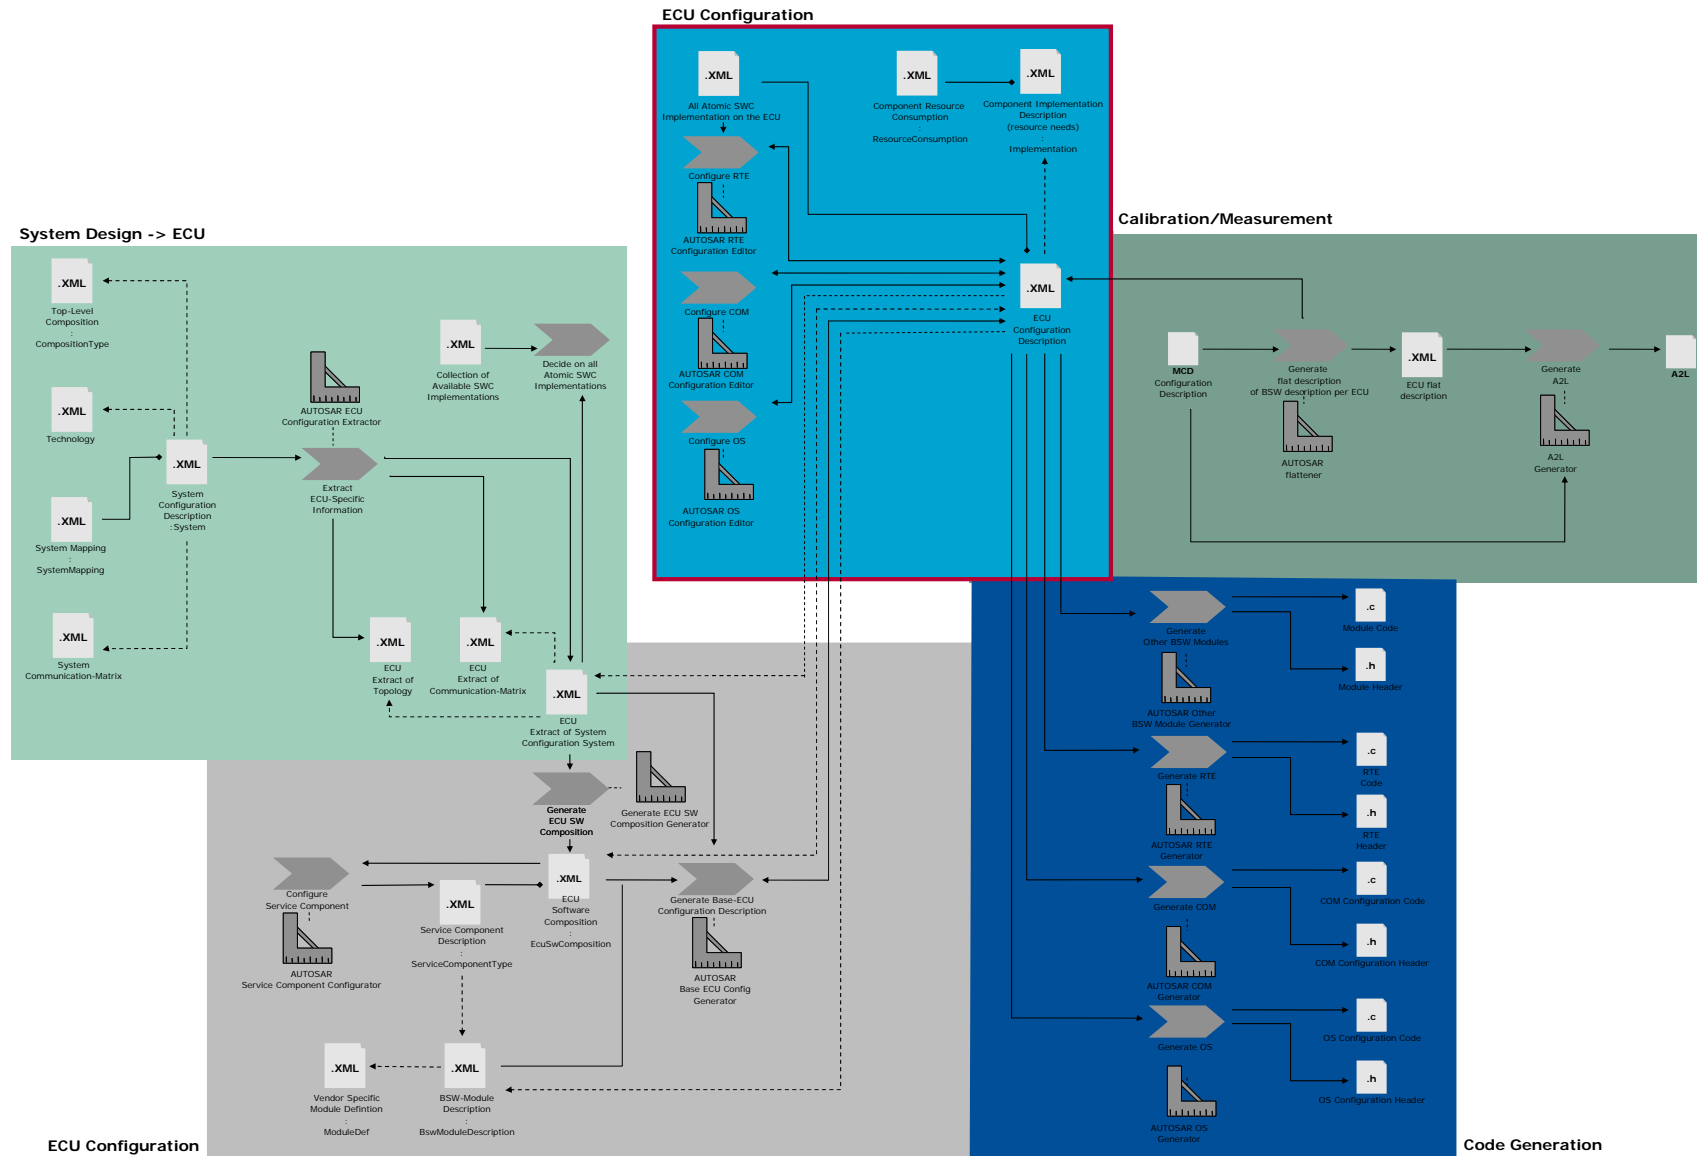 ECU Configuration
.XML
All Atomic SWC
Implementation on the ECU
.XML
Component Resource
Consumption
:
ResourceConsumption
.XML
Component Implementation
Description
(resource needs)
:
Implementation
Configure RTE
AUTOSAR RTE
Configuration Editor
Configure COM
AUTOSAR COM
Configuration Editor
Configure OS
AUTOSAR OS
Configuration Editor
.XML
ECU
Configuration
Description
System Design -> ECU
.XML
Top-Level
Composition
:
CompositionType
.XML
Technology
.XML
System Mapping
:
SystemMapping
.XML
System
Communication-Matrix
.XML
System
Configuration
Description
:System
AUTOSAR ECU
Configuration Extractor
Extract
ECU-Specific
Information
.XML
Collection of
Available SWC
Implementations
Decide on all
Atomic SWC
Implementations
.XML
ECU
Extract of
Topology
.XML
ECU
Extract of
Communication-Matrix
.XML
ECU
Extract of System
Configuration System
Calibration/Measurement
MCD
Configuration
Description
Generate
flat description
of BSW description per ECU
AUTOSAR
flattener
.XML
ECU flat
description
Generate
A2L
A2L
Generator
A2L
Generate
ECU SW
Composition
Generate ECU SW
Composition Generator
Configure
Service Component
AUTOSAR
Service Component Configurator
.XML
Service Component
Description
:
ServiceComponentType
.XML
ECU
Software
Composition
:
EcuSwComposition
Generate Base-ECU
Configuration Description
AUTOSAR
Base ECU Config
Generator
.XML
Vendor Specific
Module Defintion
:
ModuleDef
.XML
BSW-Module
Description
:
BswModuleDescription
ECU Configuration
Generate
Other BSW Modules
AUTOSAR Other
BSW Module Generator
.c
Module Code
.h
Module Header
Generate RTE
AUTOSAR RTE
Generator
.c
RTE
Code
.h
RTE
Header
Generate COM
AUTOSAR COM
Generator
.c
COM Configuration Code
.h
COM Configuration Header
Generate OS
AUTOSAR OS
Generator
.c
OS Configuration Code
.h
OS Configuration Header
Code Generation